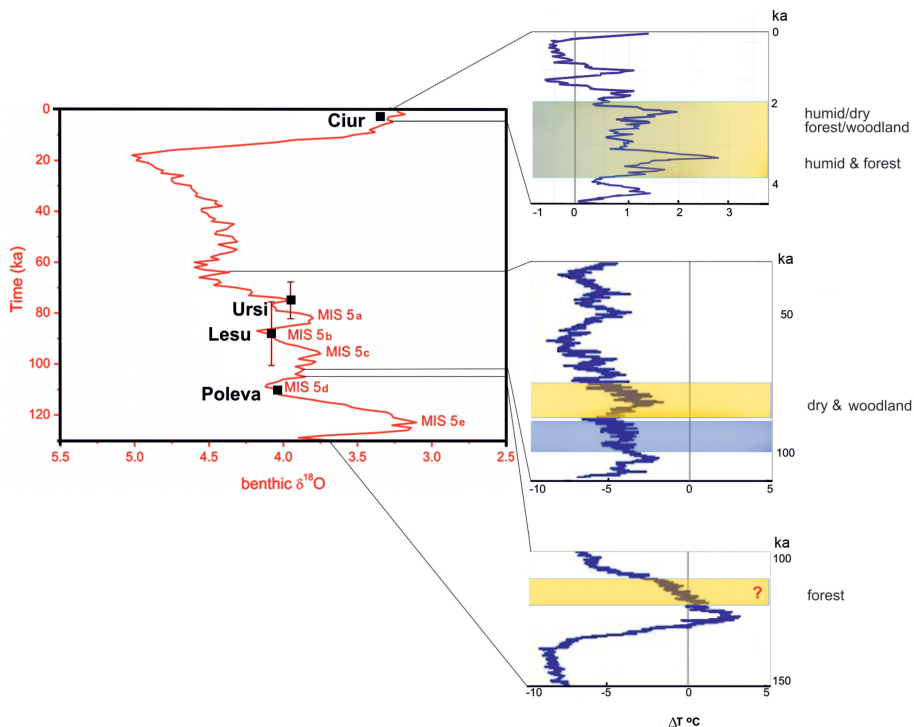 ka
0
2
4
-1
0
1
2
3
humid/dry
forest/woodland
humid & forest
0
20
40
60
80
100
120
Time (ka)
5.5
5.0
4.5
4.0
3.5
3.0
2.5
benthic δ¹⁸O
Ciur
Ursi
Lesu
Poleva
MIS 5a
MIS 5b
MIS 5c
MIS 5d
MIS 5e
ka
50
100
-10
-5
0
5
dry & woodland
ka
100
150
?
-10
-5
0
5
forest
ΔT ºC